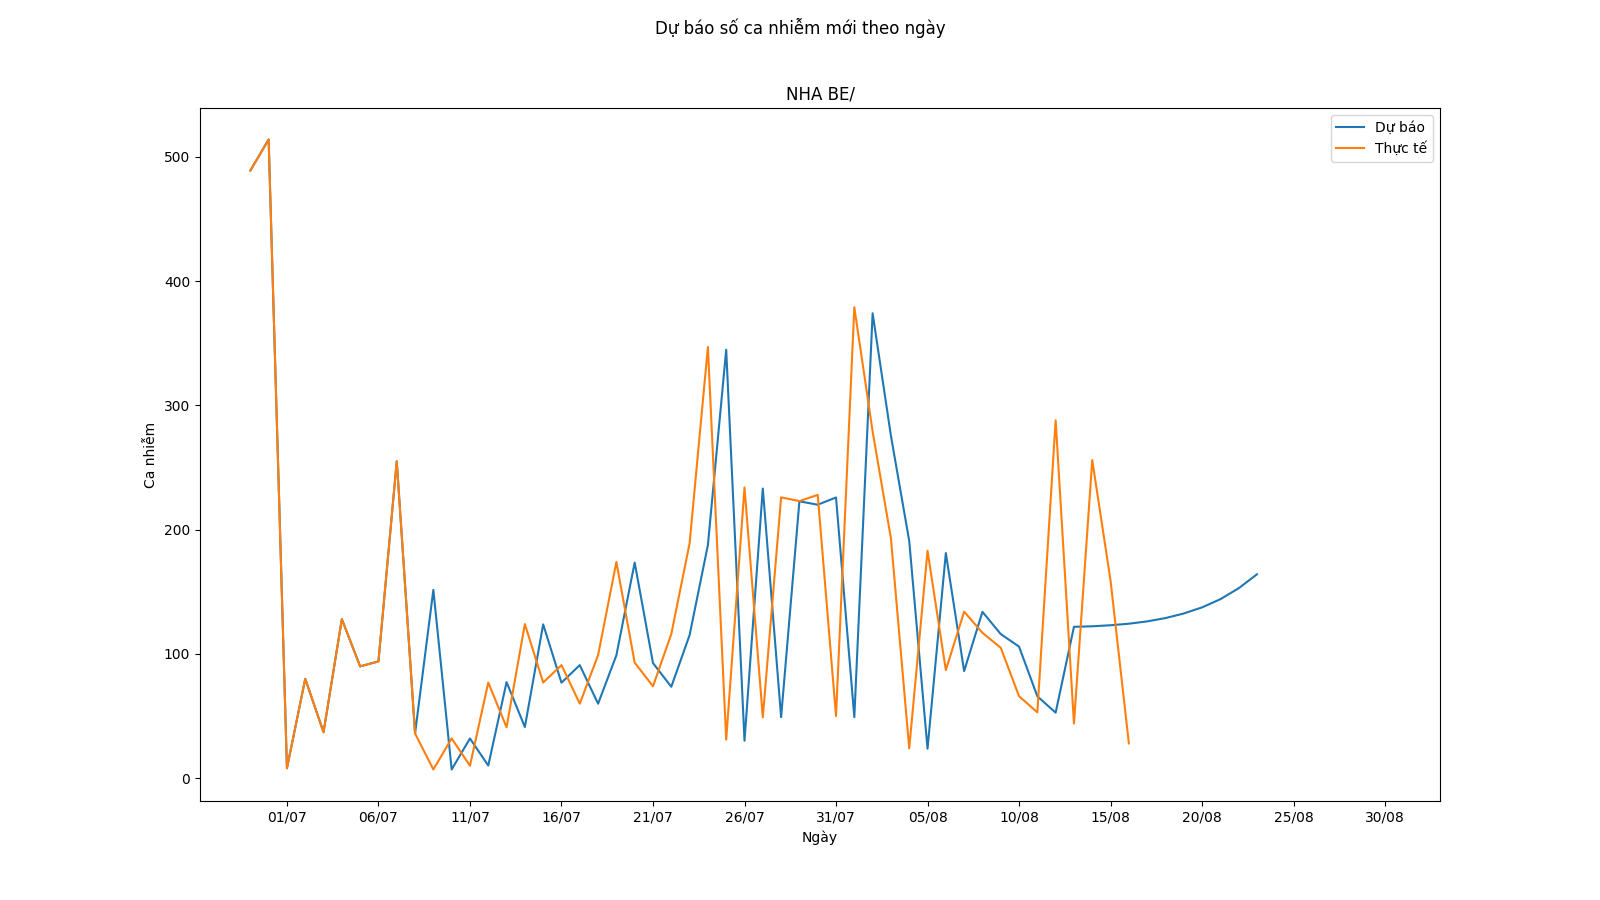 Dự báo số ca nhiễm mới theo ngày
NHA BE/
Dự báo
Thực tế
500
400
300
200
100
0
Ca nhiễm
01/07 06/07 11/07 16/07 21/07 26/07 31/07 05/08 10/08 15/08 20/08 25/08 30/08
Ngày